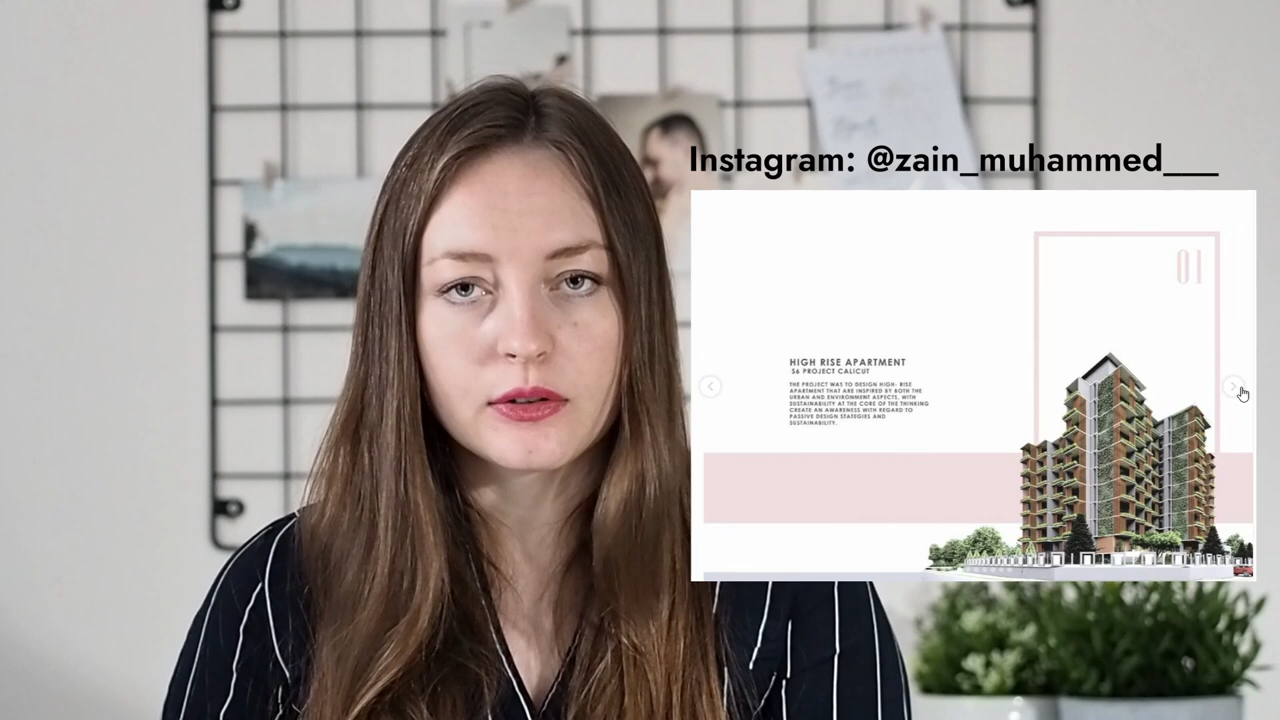 Instagram: @zain_muhammed___
01
HIGH RISE APARTMENT
S6 PROJECT CALICUT
THE PROJECT WAS TO DESIGN HIGH- RISE
APARTMENT THAT ARE INSPIRED BY BOTH THE
URBAN AND ENVIRONMENT ASPECTS, WITH
SUSTAINABILITY AT THE CORE OF THE THINKING
CREATE AN AWARENESS WITH REGARD TO
PASSIVE DESIGN STATEGIES AND
SUSTAINABILITY.